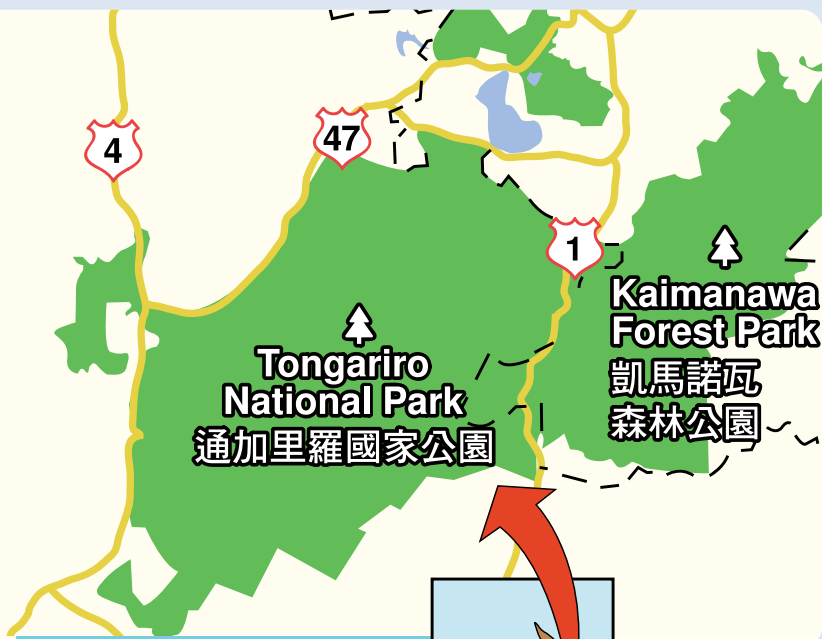 4
47
1
Kaimanawa
Forest Park
凱馬諾瓦
森林公園
Tongariro
National Park
通加里羅國家公園